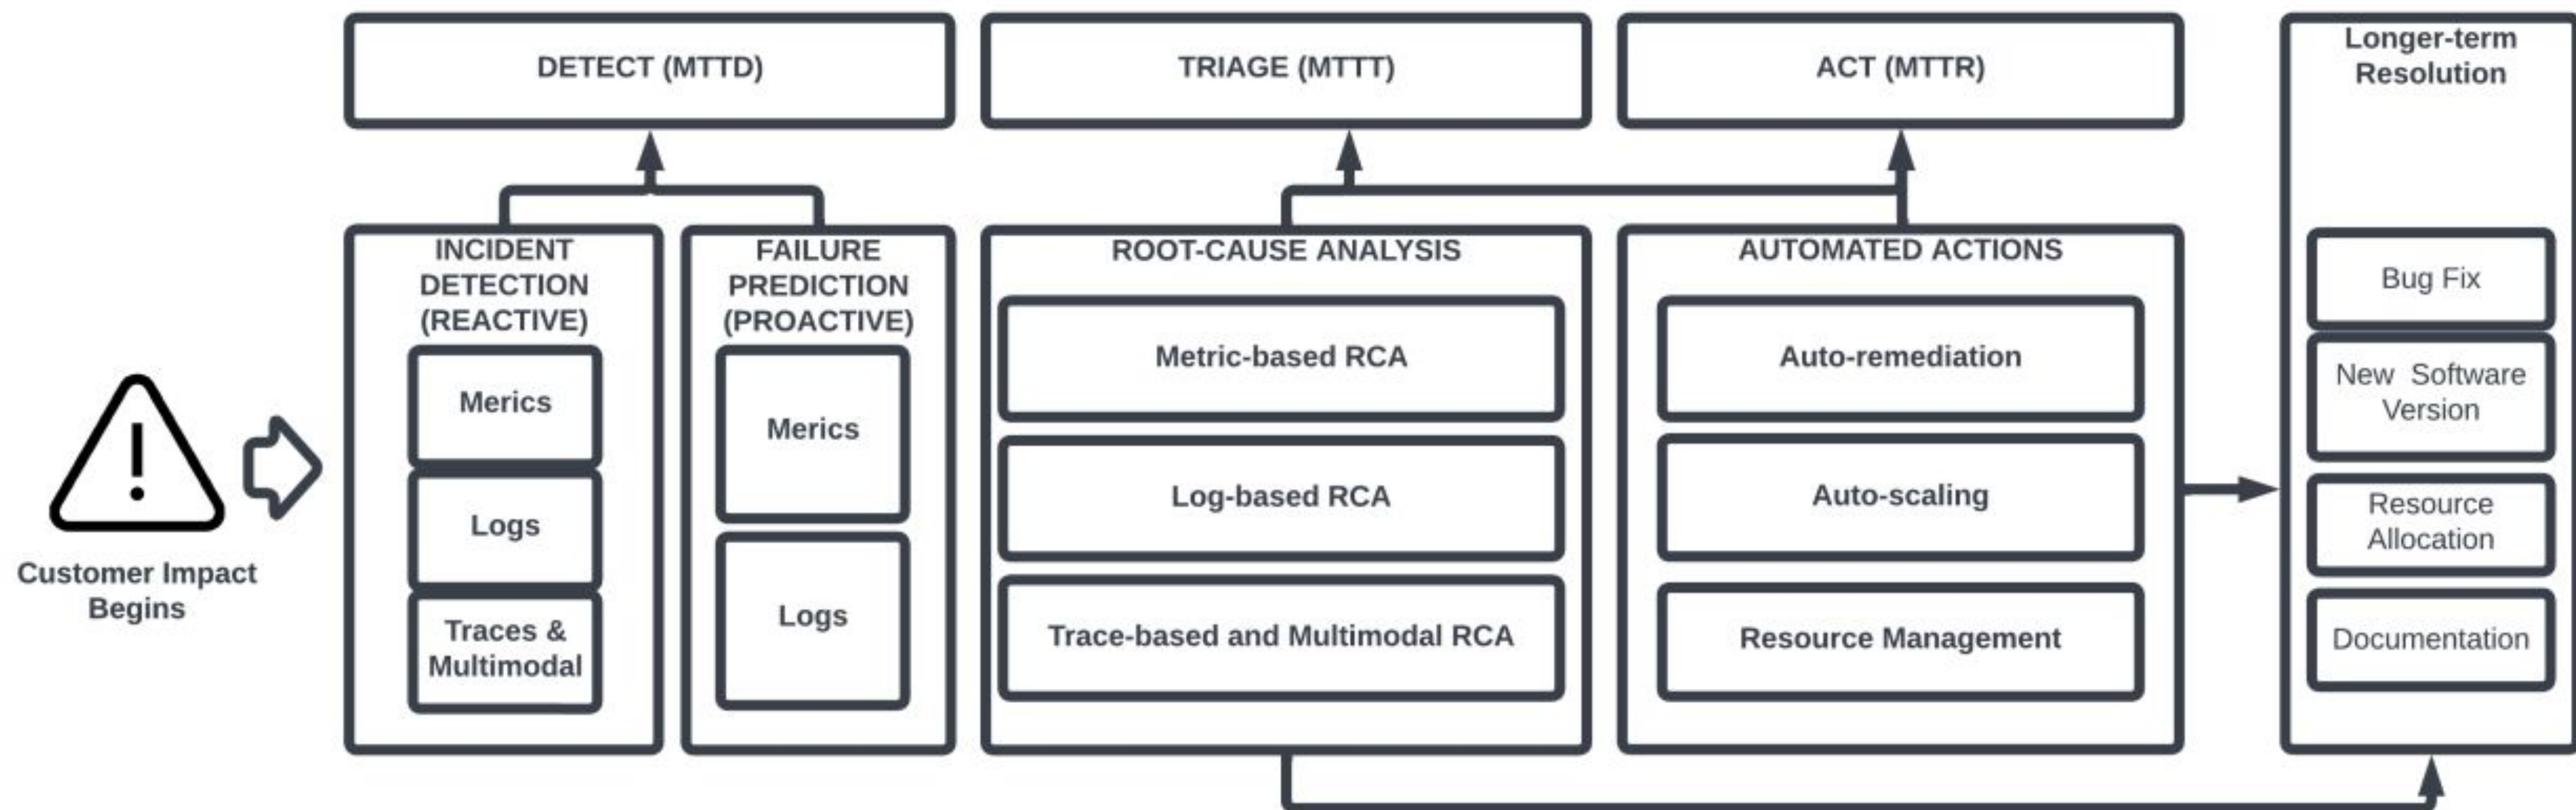 DETECT (MTTD)
TRIAGE (MTTT)
ACT (MTTR)
Longer-term
Resolution
INCIDENT
DETECTION
(REACTIVE)
Merics
Logs
Traces &
Multimodal
FAILURE
PREDICTION
(PROACTIVE)
Merics
Logs
ROOT-CAUSE ANALYSIS
Metric-based RCA
Log-based RCA
Trace-based and Multimodal RCA
AUTOMATED ACTIONS
Auto-remediation
Auto-scaling
Resource Management
Bug Fix
New  Software
Version
Resource
Allocation
Documentation
Customer Impact
Begins